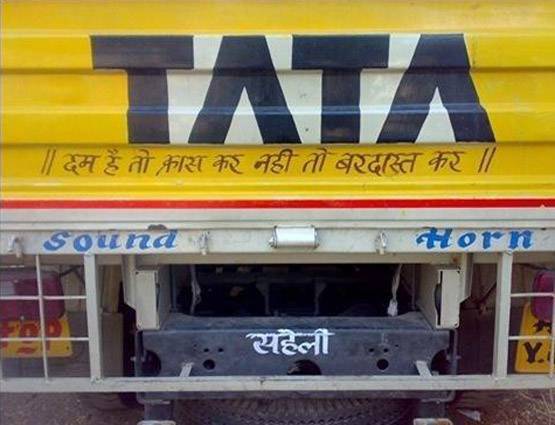 TATA
॥ दम है तो क्रास कर नही तो बरदास्त कर ॥
Sound Horn
सहेली